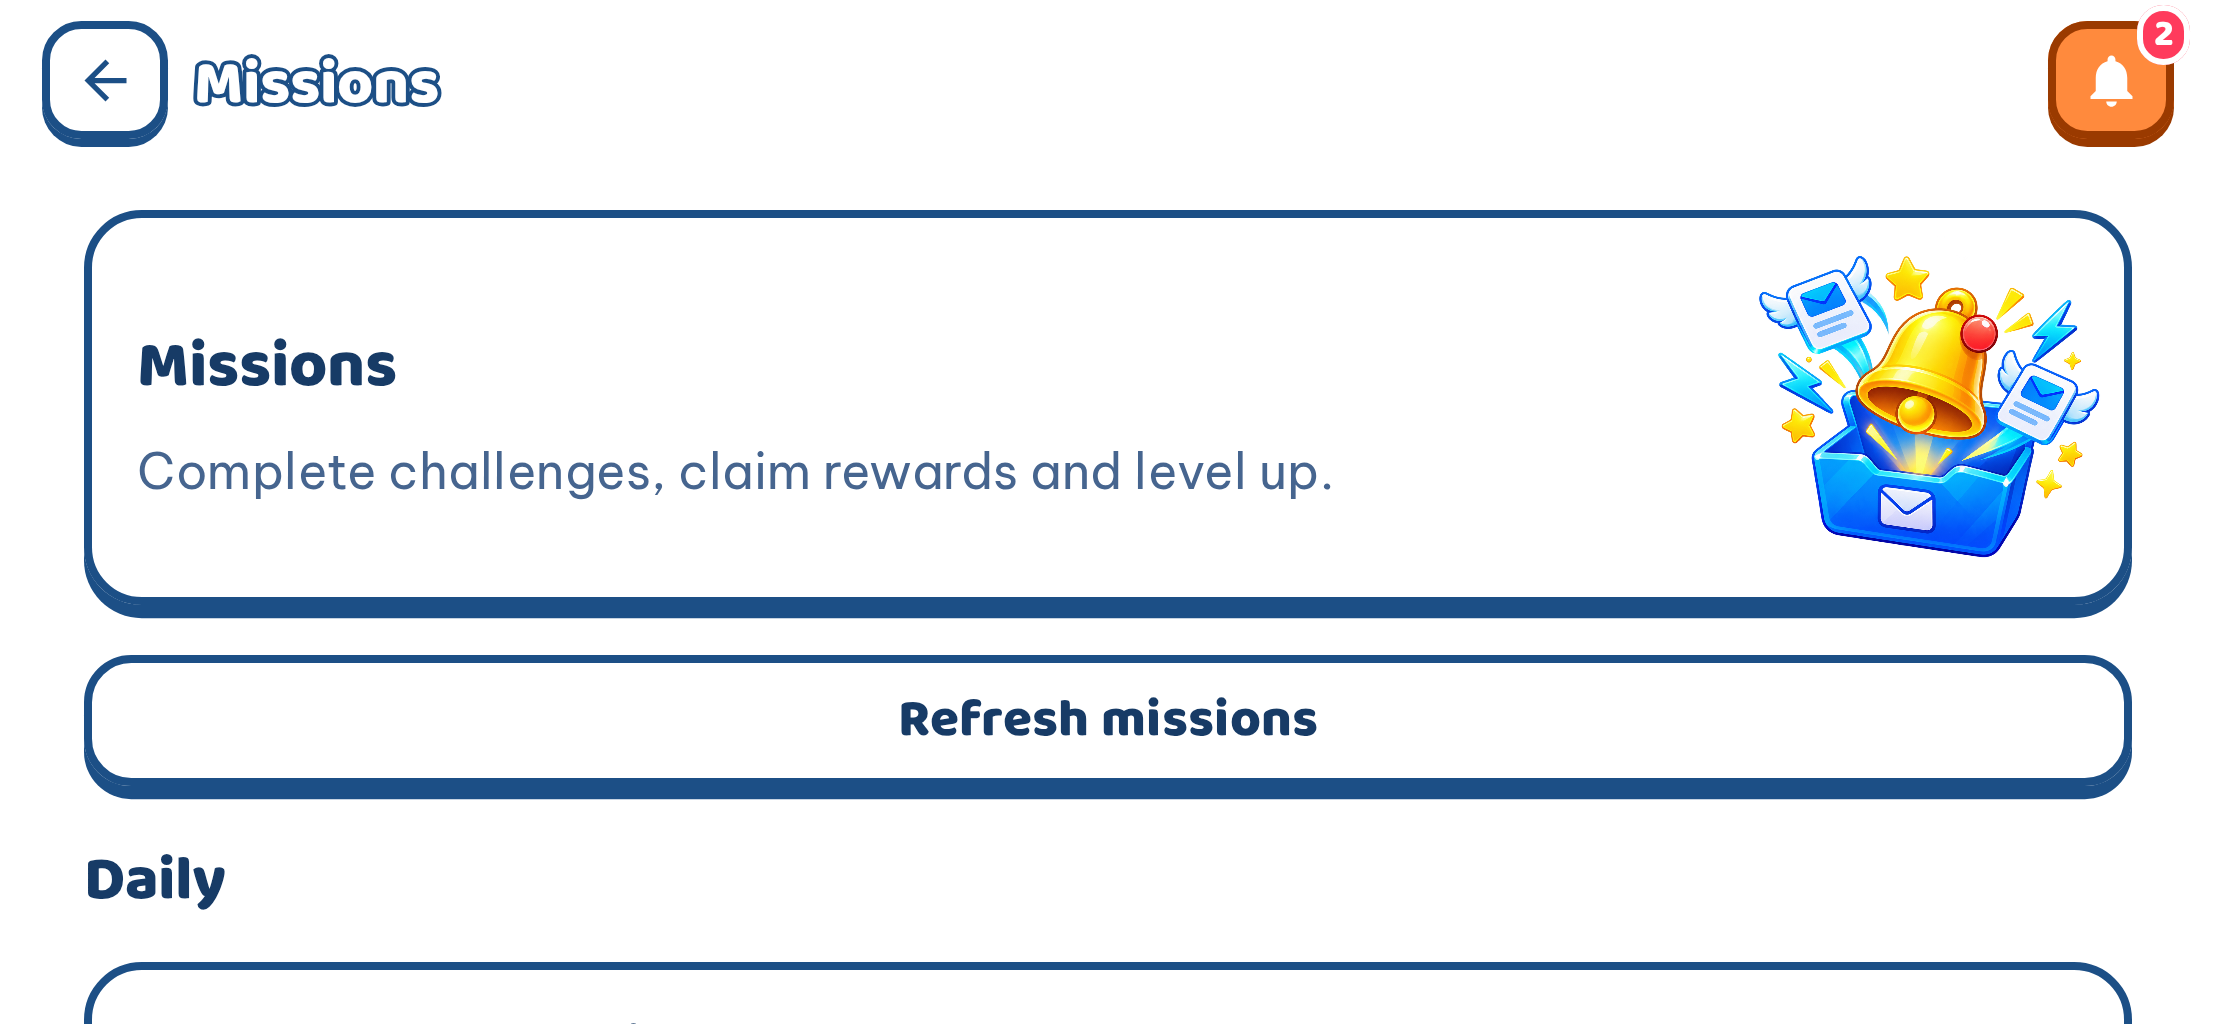 Missions
2
Missions
Complete challenges, claim rewards and level up.
Refresh missions
Daily